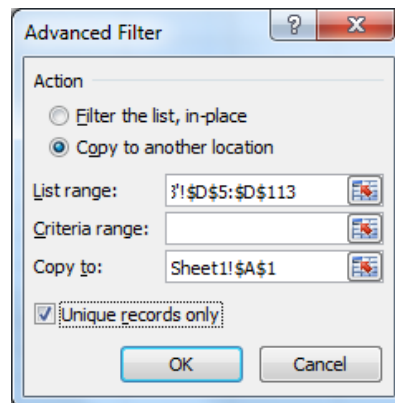 Advanced Filter
Action
Filter the list, in-place
Copy to another location
List range: 3'!$D$5:$D$113
Criteria range:
Copy to: Sheet1!$A$1
Unique records only
OK Cancel